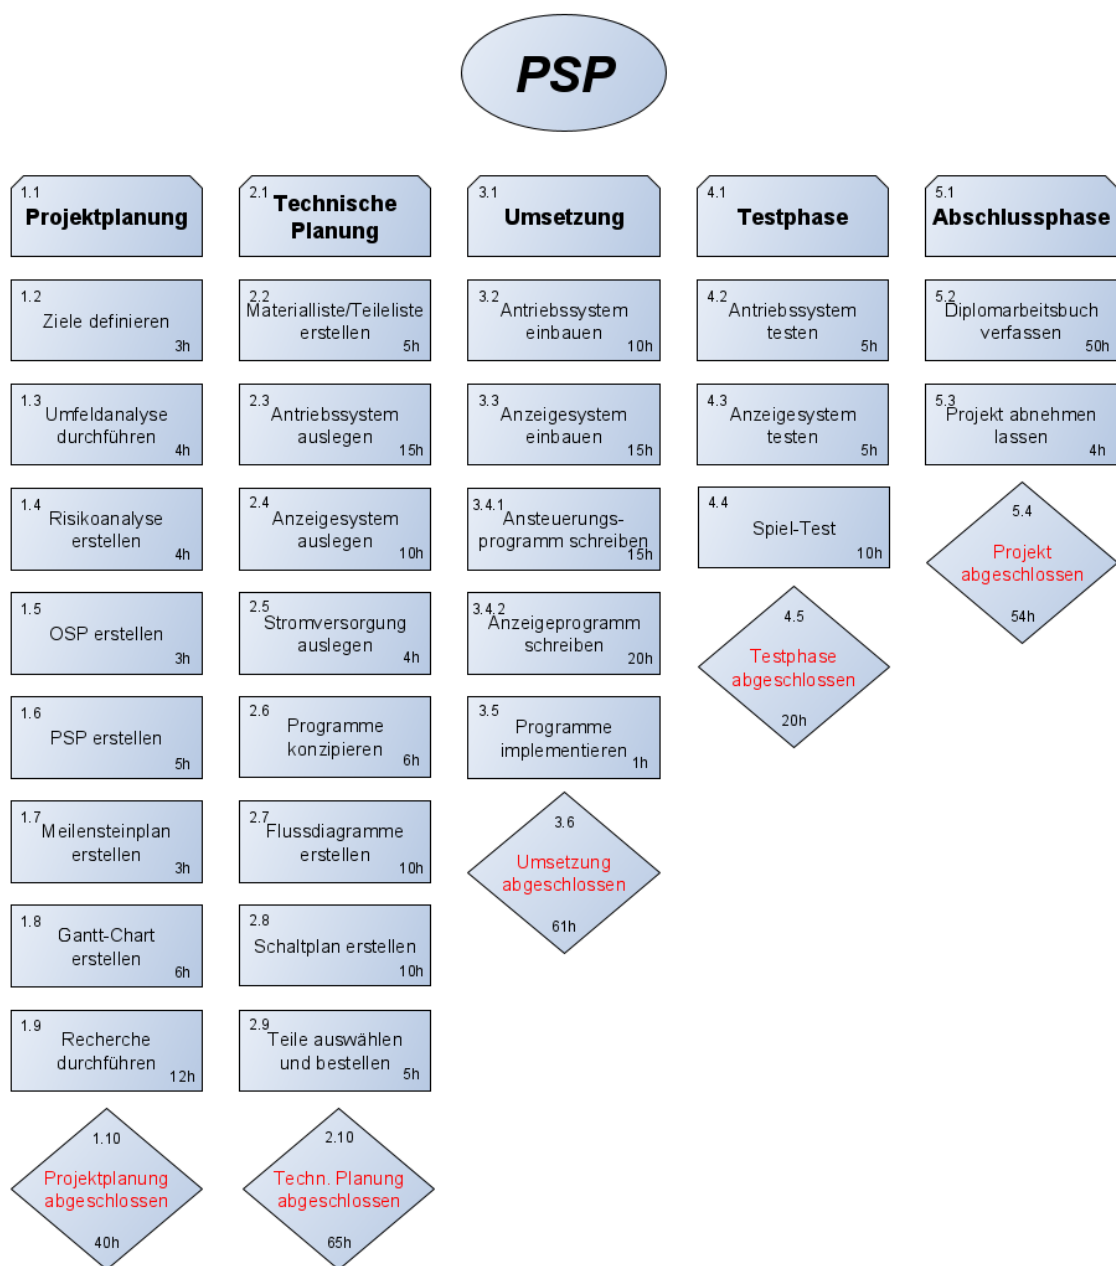 PSP
1.1
Projektplanung
1.2
Ziele definieren
3h
1.3
Umfeldanalyse
durchführen
4h
1.4
Risikoanalyse
erstellen
4h
1.5
OSP erstellen
3h
1.6
PSP erstellen
5h
1.7
Meilensteinplan
erstellen
3h
1.8
Gantt-Chart
erstellen
6h
1.9
Recherche
durchführen
12h
1.10
Projektplanung
abgeschlossen
40h
2.1
Technische
Planung
2.2
Materialliste/Teileliste
erstellen
5h
2.3
Antriebssystem
auslegen
15h
2.4
Anzeigesystem
auslegen
10h
2.5
Stromversorgung
auslegen
4h
2.6
Programme
konzipieren
6h
2.7
Flussdiagramme
erstellen
10h
2.8
Schaltplan erstellen
10h
2.9
Teile auswählen
und bestellen
5h
2.10
Techn. Planung
abgeschlossen
65h
3.1
Umsetzung
3.2
Antriebssystem
einbauen
10h
3.3
Anzeigesystem
einbauen
15h
3.4.1
Ansteuerungs-
programm schreiben
15h
3.4.2
Anzeigeprogramm
schreiben
20h
3.5
Programme
implementieren
1h
3.6
Umsetzung
abgeschlossen
61h
4.1
Testphase
4.2
Antriebssystem
testen
5h
4.3
Anzeigesystem
testen
5h
4.4
Spiel-Test
10h
4.5
Testphase
abgeschlossen
20h
5.1
Abschlussphase
5.2
Diplomarbeitsbuch
verfassen
50h
5.3
Projekt abnehmen
lassen
4h
5.4
Projekt
abgeschlossen
54h